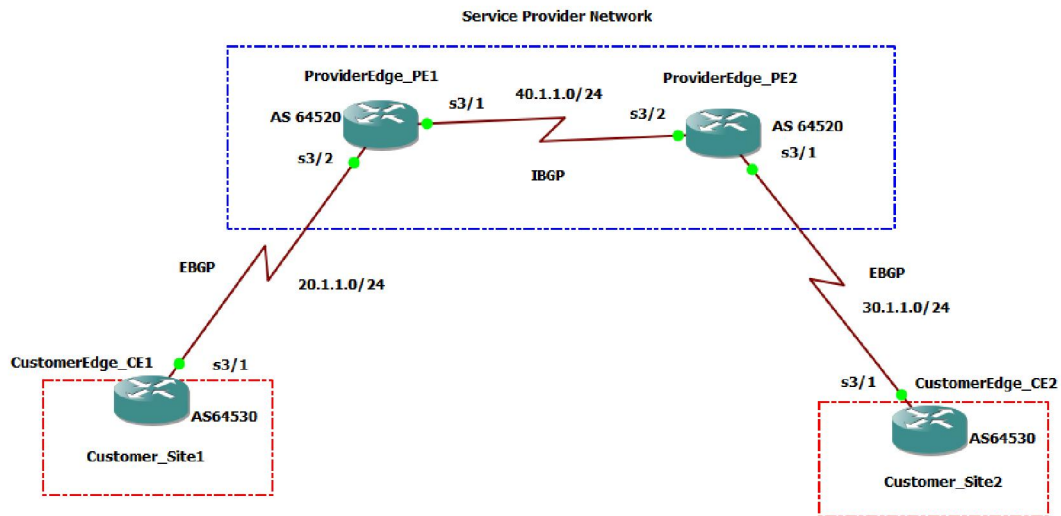 Service Provider Network
ProviderEdge_PE1
ProviderEdge_PE2
AS 64520
s3/1
40.1.1.0/24
s3/2
AS 64520
s3/2
IBGP
s3/1
EBGP
20.1.1.0/24
EBGP
30.1.1.0/24
CustomerEdge_CE1
s3/1
s3/1
CustomerEdge_CE2
AS64530
AS64530
Customer_Site1
Customer_Site2